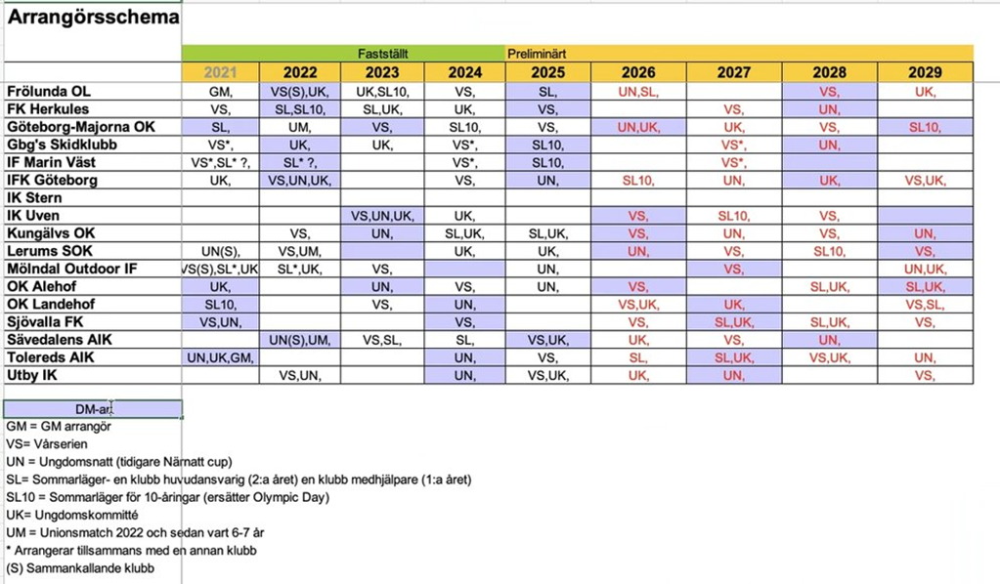 Arrangörsschema
Fastställt Preliminärt
2021 2022 2023 2024 2025 2026 2027 2028 2029
Frölunda OL GM, VS(S),UK, UK,SL10, VS, SL, UN,SL, VS, UK,
FK Herkules VS, SL,SL10, SL,UK, UK, VS, VS, UN,
Göteborg-Majorna OK SL, UM, VS, SL10, VS, UN,UK, UK, VS, SL10,
Gbg's Skidklubb VS*, UK, UK, VS*, SL10, VS*, UN,
IF Marin Väst VS*,SL* ?, SL* ?, VS*, SL10, VS*,
IFK Göteborg UK, VS,UN,UK, VS, UN, SL10, UN, UK, VS,UK,
IK Stern
IK Uven VS,UN,UK, UK, VS, SL10, VS,
Kungälvs OK VS, UN, SL,UK, SL,UK, VS, UN, VS, UN,
Lerums SOK UN(S), VS,UM, UK, UK, UN, VS, SL10, VS,
Mölndal Outdoor IF VS(S),SL*,UK SL*,UK, VS, UN, VS, UN,UK,
OK Alehof UK, UN, VS, UN, VS, SL,UK, SL,UK,
OK Landehof SL10, VS, UN, VS,UK, UK, VS,SL,
Sjövalla FK VS,UN, VS, VS, SL,UK, SL,UK, VS,
Sävedalens AIK UN(S),UM, VS,SL, SL, VS,UK, UK, VS, UN,
Tolereds AIK UN,UK,GM, UN, VS, SL, SL,UK, VS,UK, UN,
Utby IK VS,UN, UN, VS,UK, UK, UN, VS,
DM-arr
GM = GM arrangör
VS= Vårserien
UN = Ungdomsnatt (tidigare Närnatt cup)
SL= Sommarläger- en klubb huvudansvarig (2:a året) en klubb medhjälpare (1:a året)
SL10 = Sommarläger för 10-åringar (ersätter Olympic Day)
UK= Ungdomskommitté
UM = Unionsmatch 2022 och sedan vart 6-7 år
* Arrangerar tillsammans med en annan klubb
(S) Sammankallande klubb